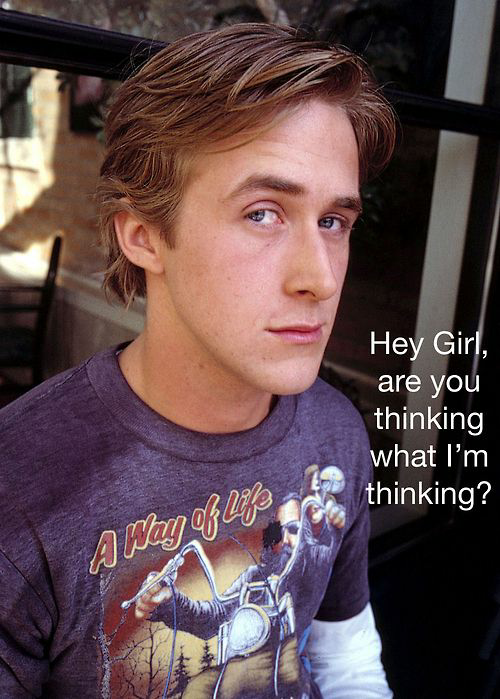 Hey Girl,
are you
thinking
what I'm
thinking?
A Way of Life